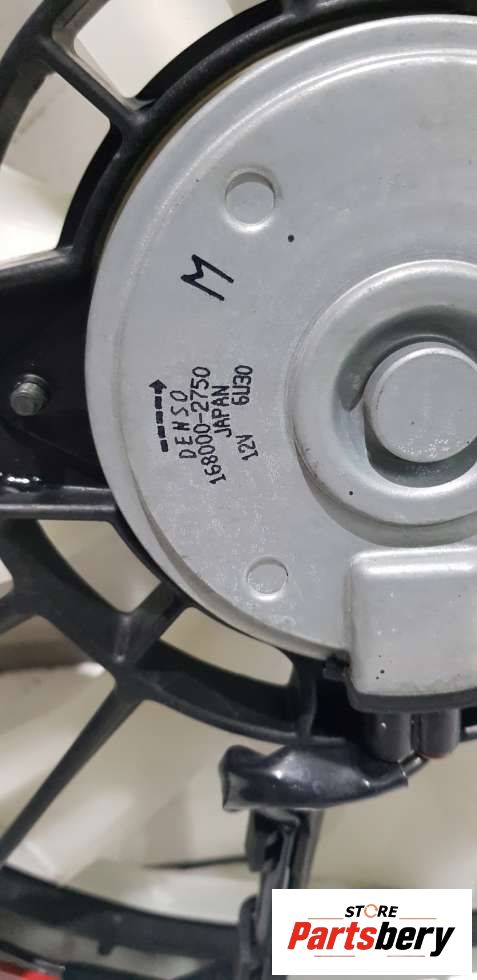 M
DENSO
168000-2750
JAPAN
12V 6U30
STORE
Partsbery